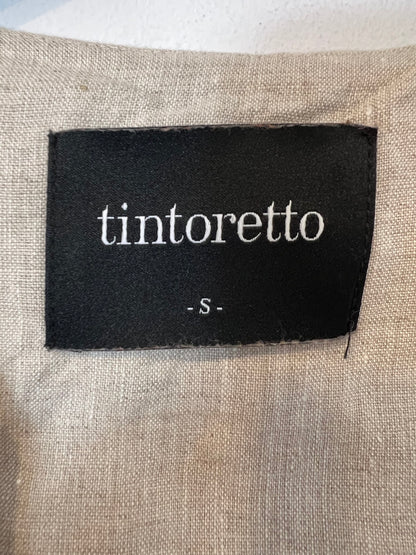 tintoretto
- S -